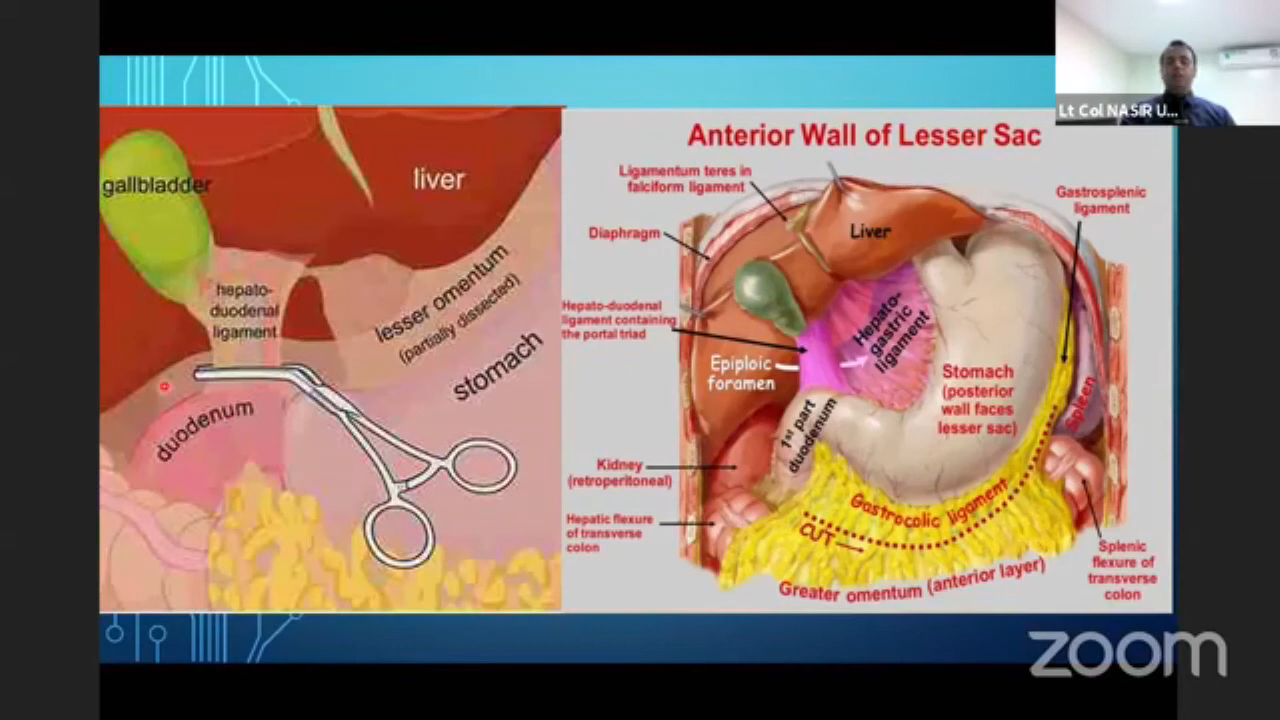 Lt Col NASIR U...
gallbladder
liver
hepato-
duodenal
ligament
lesser omentum
(partially dissected)
stomach
duodenum
Anterior Wall of Lesser Sac
Ligamentum teres in
falciform ligament
Gastrosplenic
ligament
Diaphragm
Liver
Hepato-duodenal
ligament containing
the portal triad
Hepato-
gastric
ligament
Epiploic
foramen
Stomach
(posterior
wall faces
lesser sac)
Spleen
1st part
duodenum
Kidney
(retroperitoneal)
Gastrocolic ligament
Hepatic flexure
of transverse
colon
CUT
Splenic
flexure of
transverse
colon
Greater omentum (anterior layer)
zoom